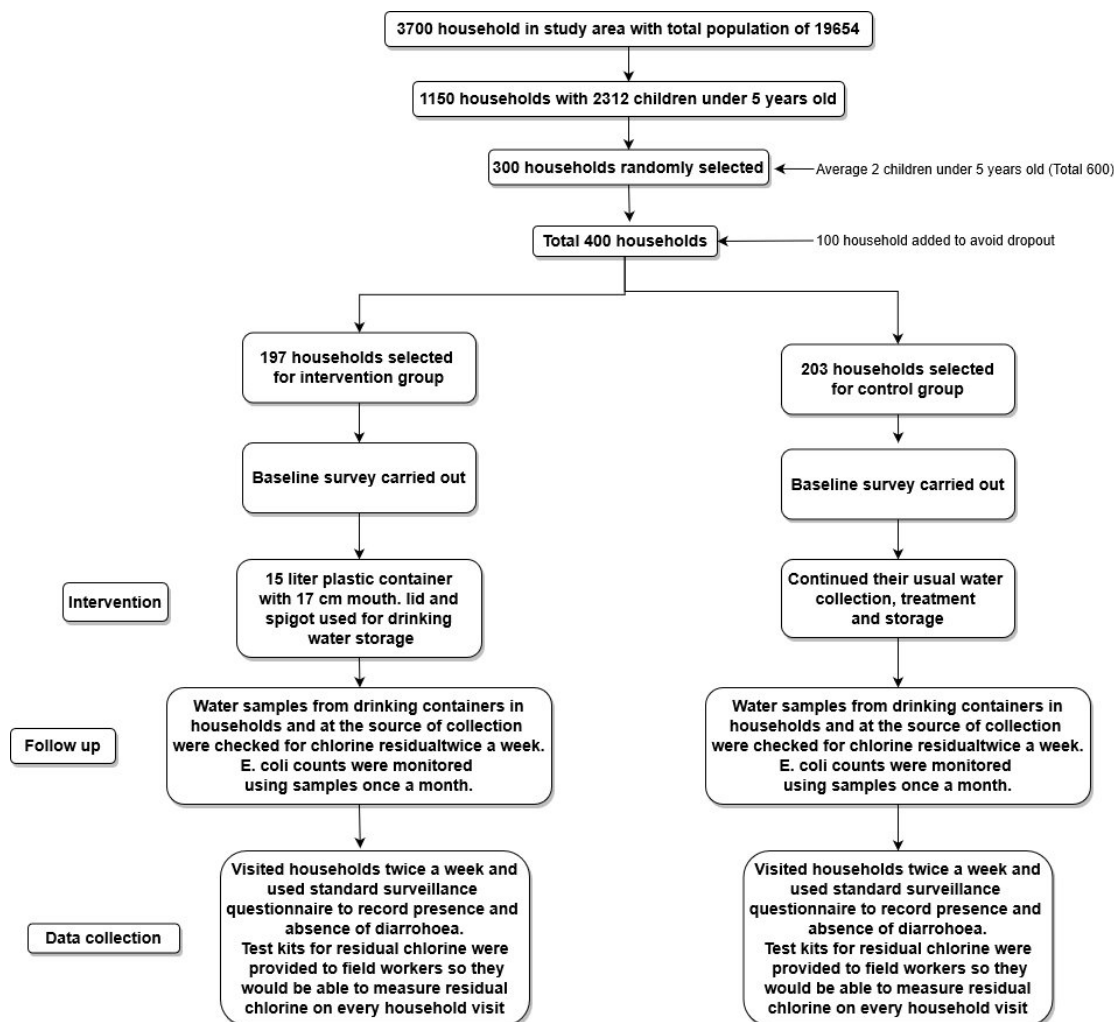 3700 household in study area with total population of 19654
1150 households with 2312 children under 5 years old
300 households randomly selected
Average 2 children under 5 years old (Total 600)
Total 400 households
100 household added to avoid dropout
197 households selected
for intervention group
203 households selected
for control group
Baseline survey carried out
Baseline survey carried out
Intervention
15 liter plastic container
with 17 cm mouth. lid and
spigot used for drinking
water storage
Continued their usual water
collection, treatment
and storage
Follow up
Water samples from drinking containers in
households and at the source of collection
were checked for chlorine residualtwice a week.
E. coli counts were monitored
using samples once a month.
Water samples from drinking containers in
households and at the source of collection
were checked for chlorine residualtwice a week.
E. coli counts were monitored
using samples once a month.
Data collection
Visited households twice a week and
used standard surveillance
questionnaire to record presence and
absence of diarrohoea.
Test kits for residual chlorine were
provided to field workers so they
would be able to measure residual
chlorine on every household visit
Visited households twice a week and
used standard surveillance
questionnaire to record presence and
absence of diarrohoea.
Test kits for residual chlorine were
provided to field workers so they
would be able to measure residual
chlorine on every household visit